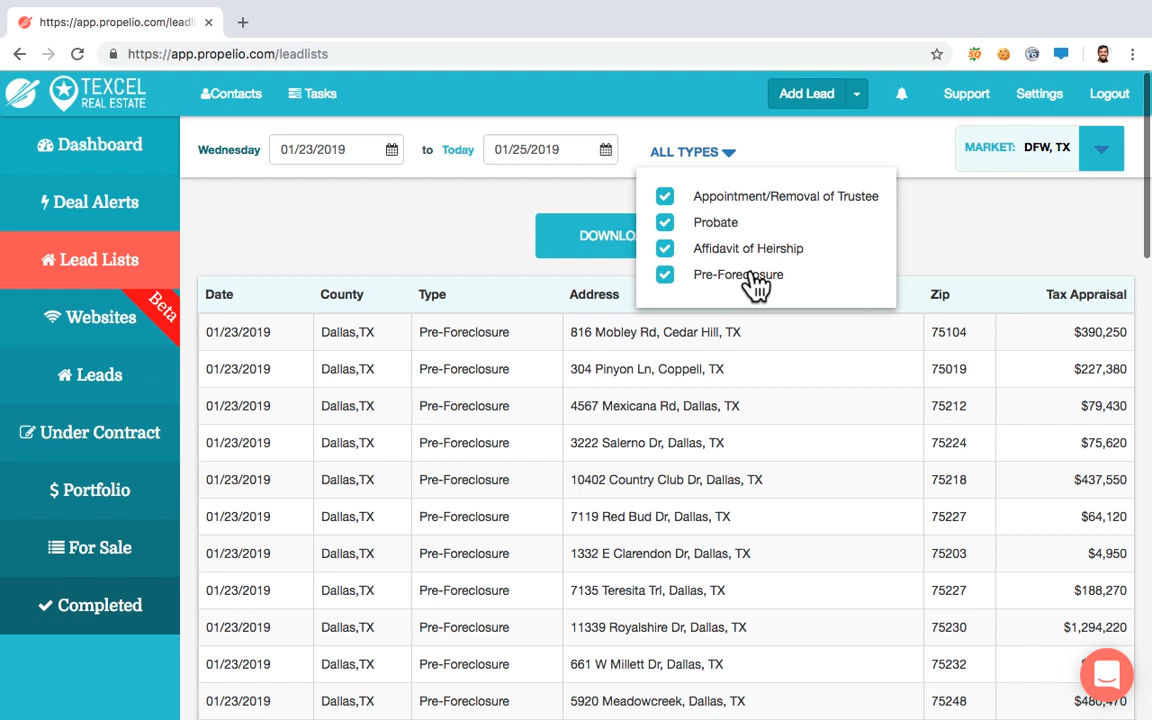 https://app.propelio.com/leadli
https://app.propelio.com/leadlists
TEXCEL
REAL ESTATE
Contacts
Tasks
Add Lead
Support
Settings
Logout
Dashboard
Deal Alerts
Lead Lists
Websites
Beta
Leads
Under Contract
$ Portfolio
For Sale
Completed
Wednesday 01/23/2019 to Today 01/25/2019 ALL TYPES
MARKET: DFW, TX
Appointment/Removal of Trustee
Probate
Affidavit of Heirship
Pre-Foreclosure
DOWNLO
Date County Type Address Zip Tax Appraisal
01/23/2019 Dallas,TX Pre-Foreclosure 816 Mobley Rd, Cedar Hill, TX 75104 $390,250
01/23/2019 Dallas,TX Pre-Foreclosure 304 Pinyon Ln, Coppell, TX 75019 $227,380
01/23/2019 Dallas,TX Pre-Foreclosure 4567 Mexicana Rd, Dallas, TX 75212 $79,430
01/23/2019 Dallas,TX Pre-Foreclosure 3222 Salerno Dr, Dallas, TX 75224 $75,620
01/23/2019 Dallas,TX Pre-Foreclosure 10402 Country Club Dr, Dallas, TX 75218 $437,550
01/23/2019 Dallas,TX Pre-Foreclosure 7119 Red Bud Dr, Dallas, TX 75227 $64,120
01/23/2019 Dallas,TX Pre-Foreclosure 1332 E Clarendon Dr, Dallas, TX 75203 $4,950
01/23/2019 Dallas,TX Pre-Foreclosure 7135 Teresita Trl, Dallas, TX 75227 $188,270
01/23/2019 Dallas,TX Pre-Foreclosure 11339 Royalshire Dr, Dallas, TX 75230 $1,294,220
01/23/2019 Dallas,TX Pre-Foreclosure 661 W Millett Dr, Dallas, TX 75232
01/23/2019 Dallas,TX Pre-Foreclosure 5920 Meadowcreek, Dallas, TX 75248 $480,470